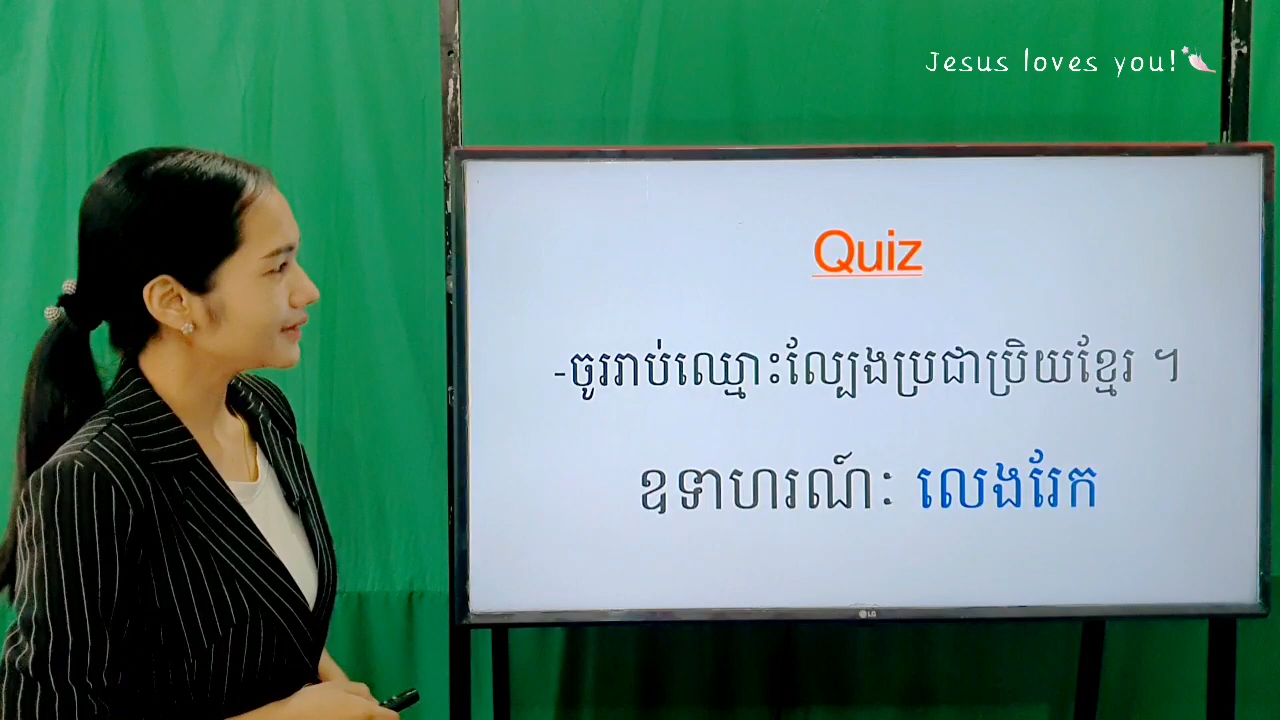 Jesus loves you!
Quiz
-ចូររាប់ឈ្មោះល្បែងប្រជាប្រិយខ្មែរ ។
ឧទាហរណ៍ៈ លេងរែក
LG